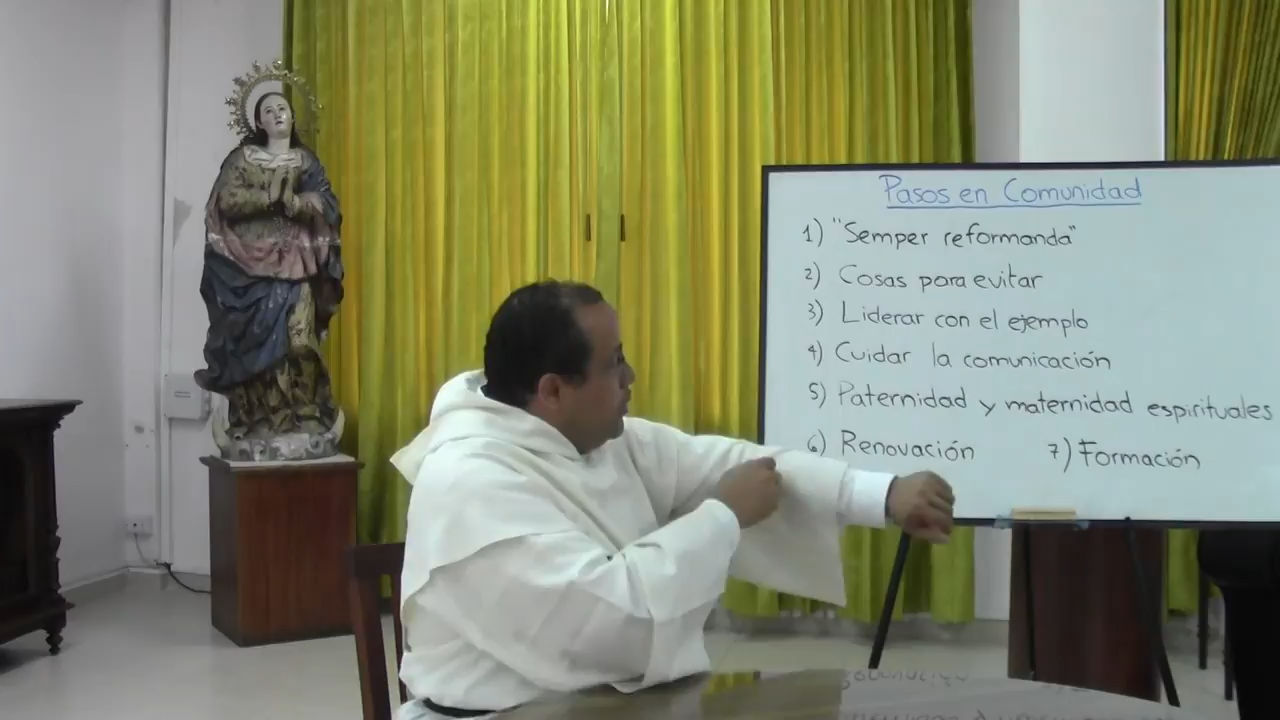 Pasos en Comunidad
1) "Semper reformanda"
2) Cosas para evitar
3) Liderar con el ejemplo
4) Cuidar la comunicación
5) Paternidad y maternidad espirituales
6) Renovación 7) Formación